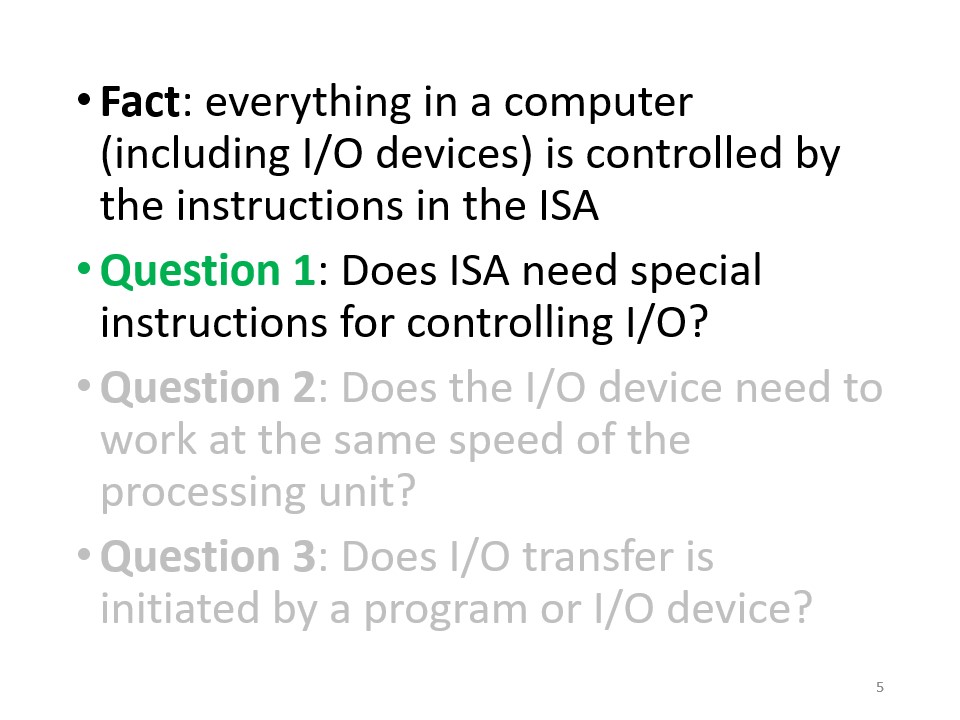 • Fact: everything in a computer
(including I/O devices) is controlled by
the instructions in the ISA
• Question 1: Does ISA need special
instructions for controlling I/O?
• Question 2: Does the I/O device need to
work at the same speed of the
processing unit?
• Question 3: Does I/O transfer is
initiated by a program or I/O device?
5